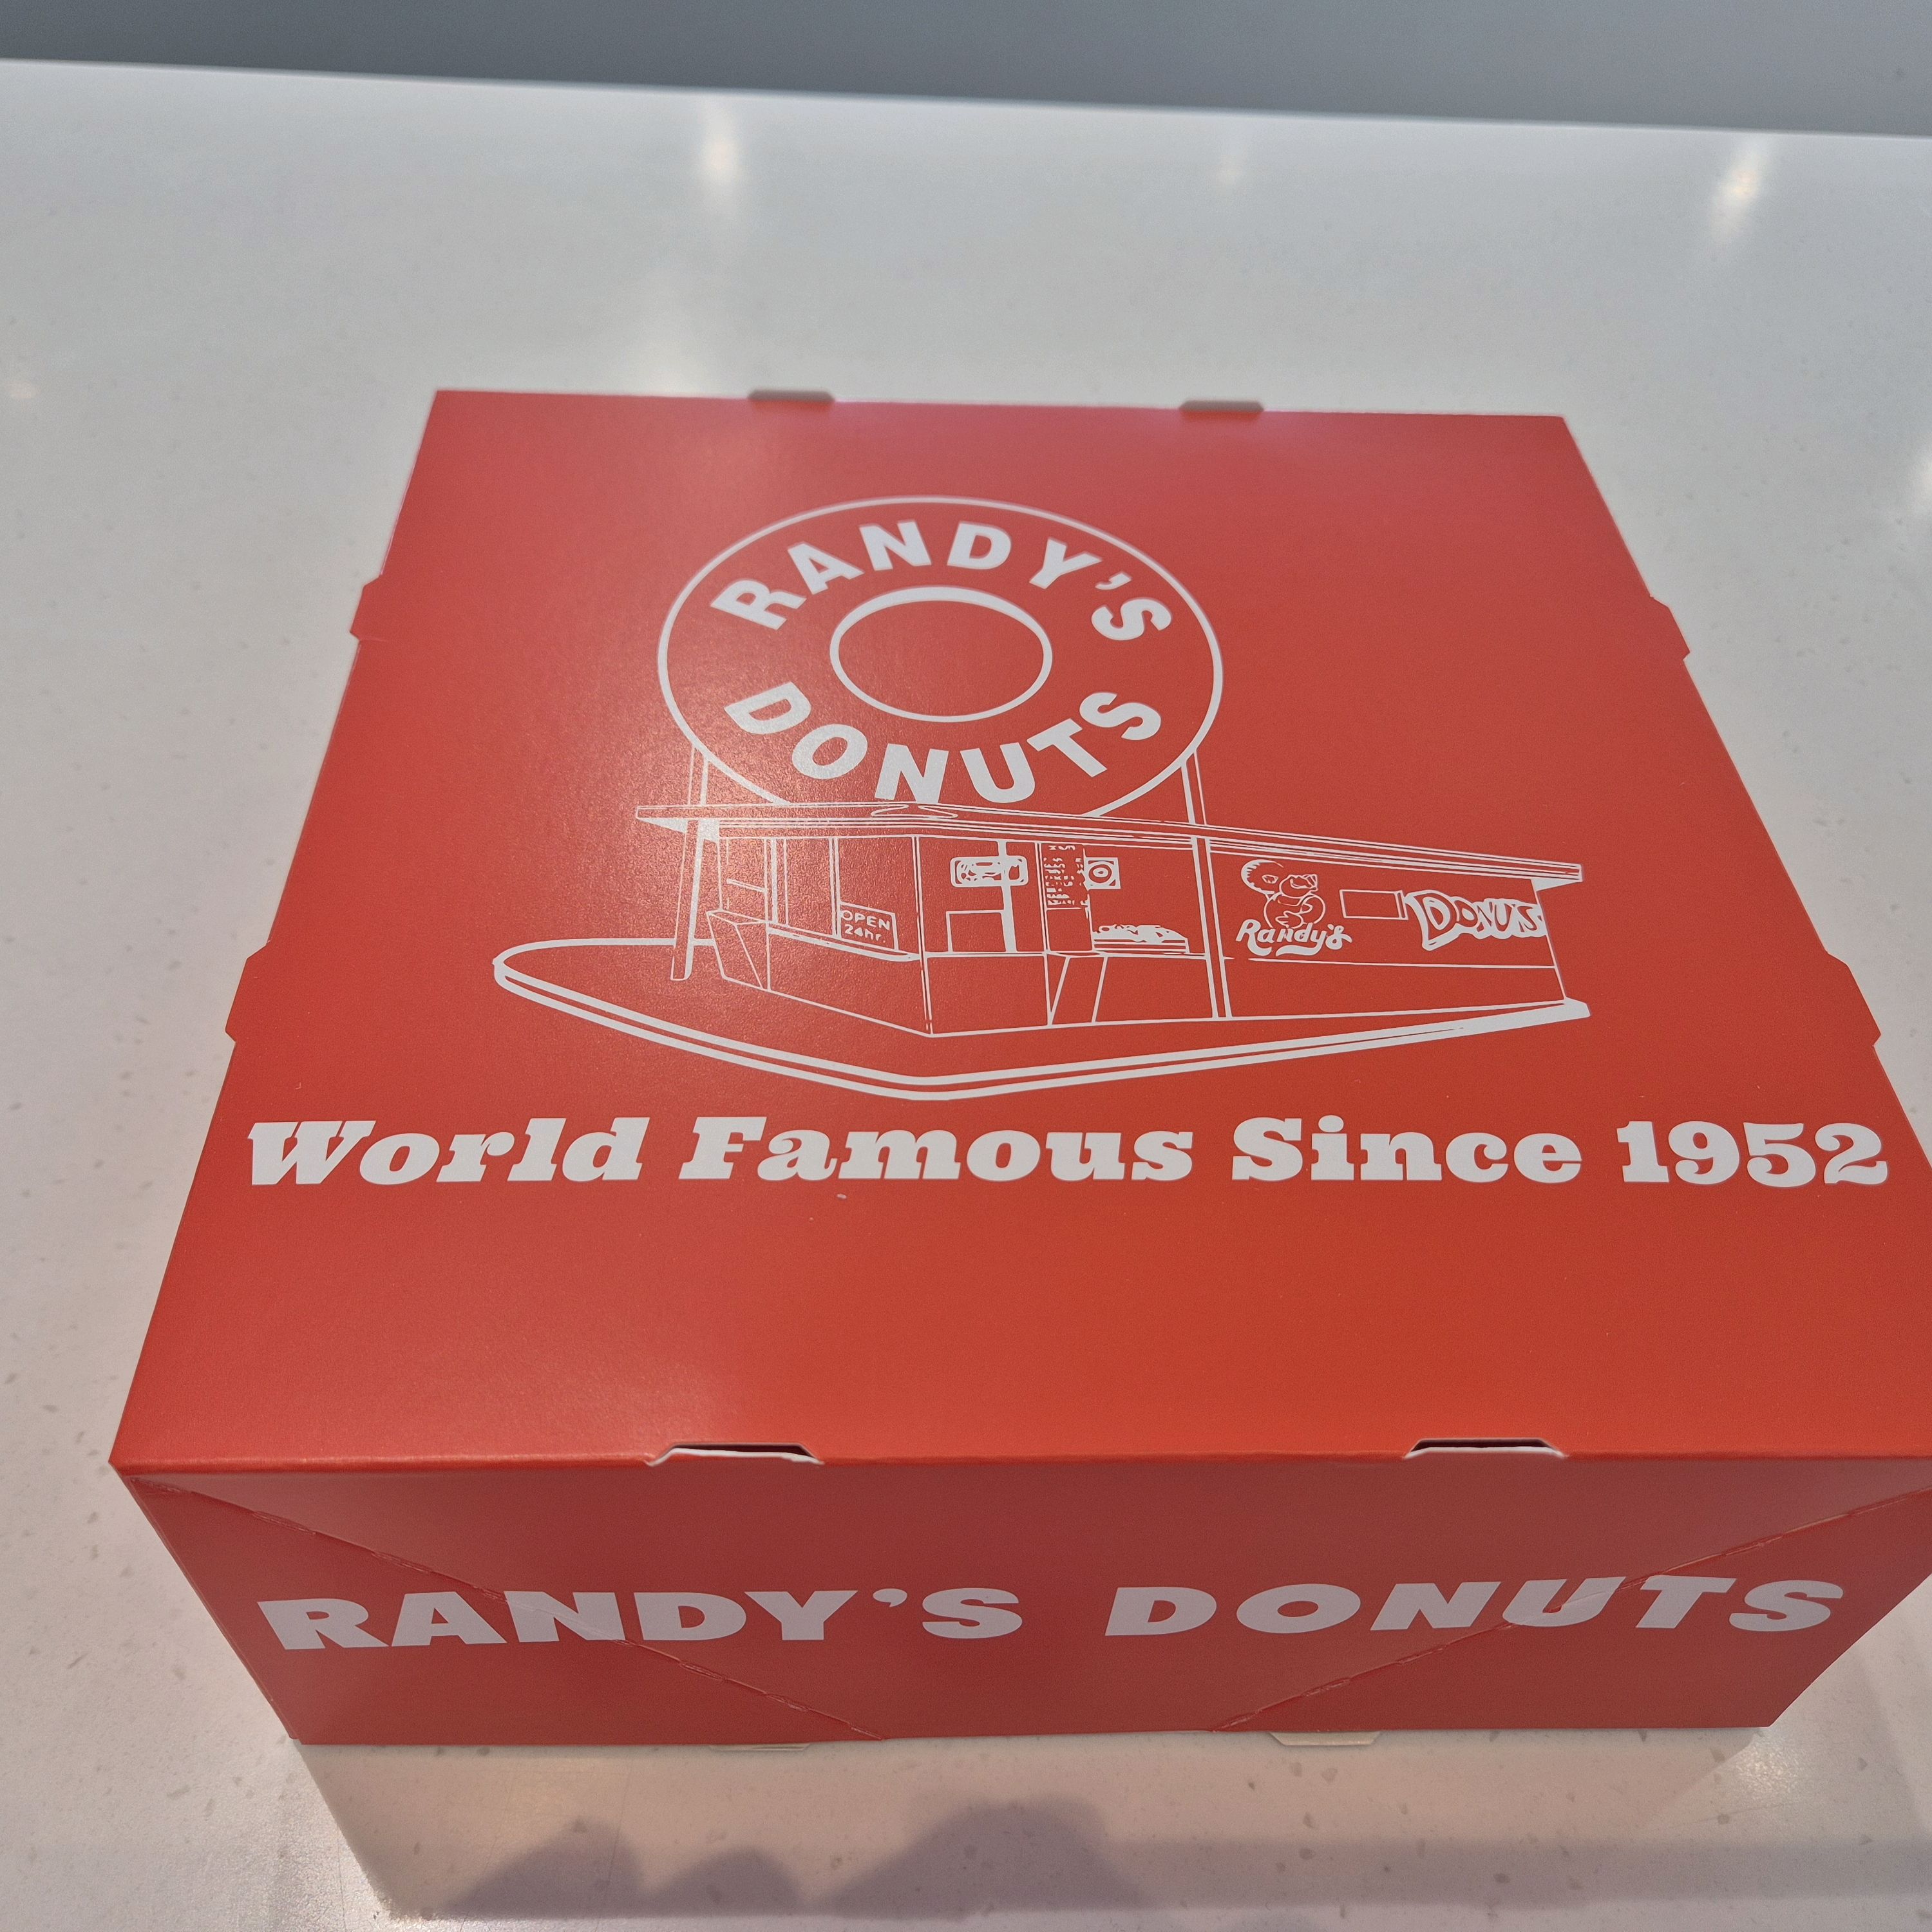 RANDY'S
DONUTS
OPEN
24hr.
Randy's
DONUTS
World Famous Since 1952
RANDY'S DONUTS